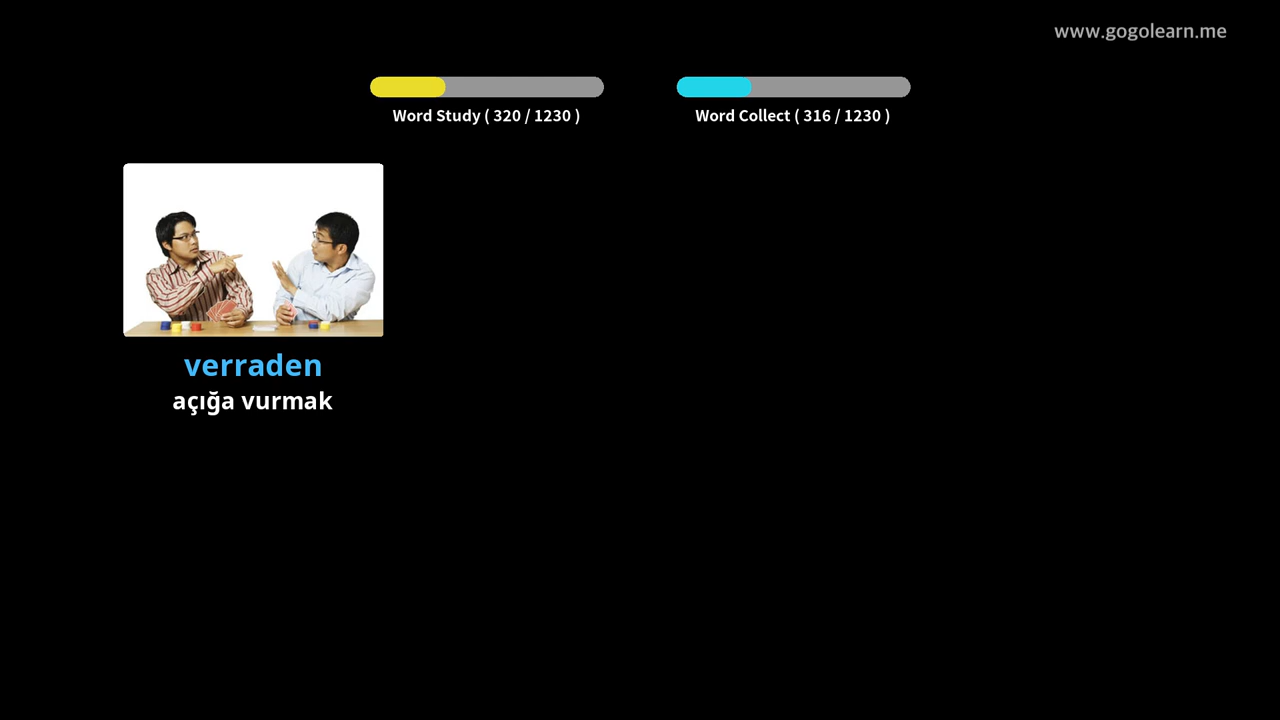 www.gogolearn.me
Word Study ( 320 / 1230 )
Word Collect ( 316 / 1230 )
verraden
açığa vurmak